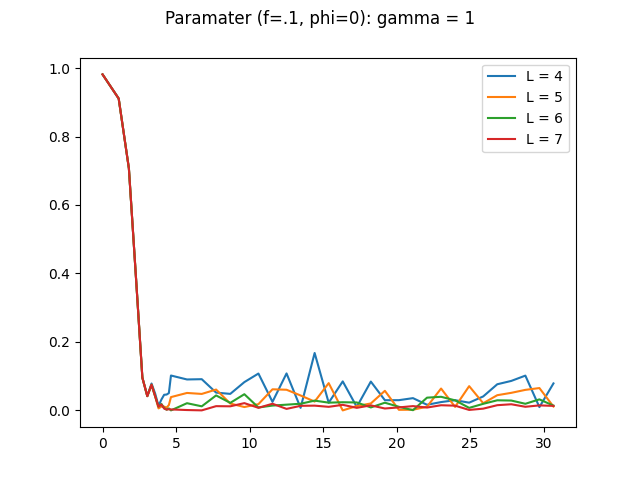 Paramater (f=.1, phi=0): gamma = 1
1.0
0.8
0.6
0.4
0.2
0.0
L = 4
L = 5
L = 6
L = 7
0 5 10 15 20 25 30